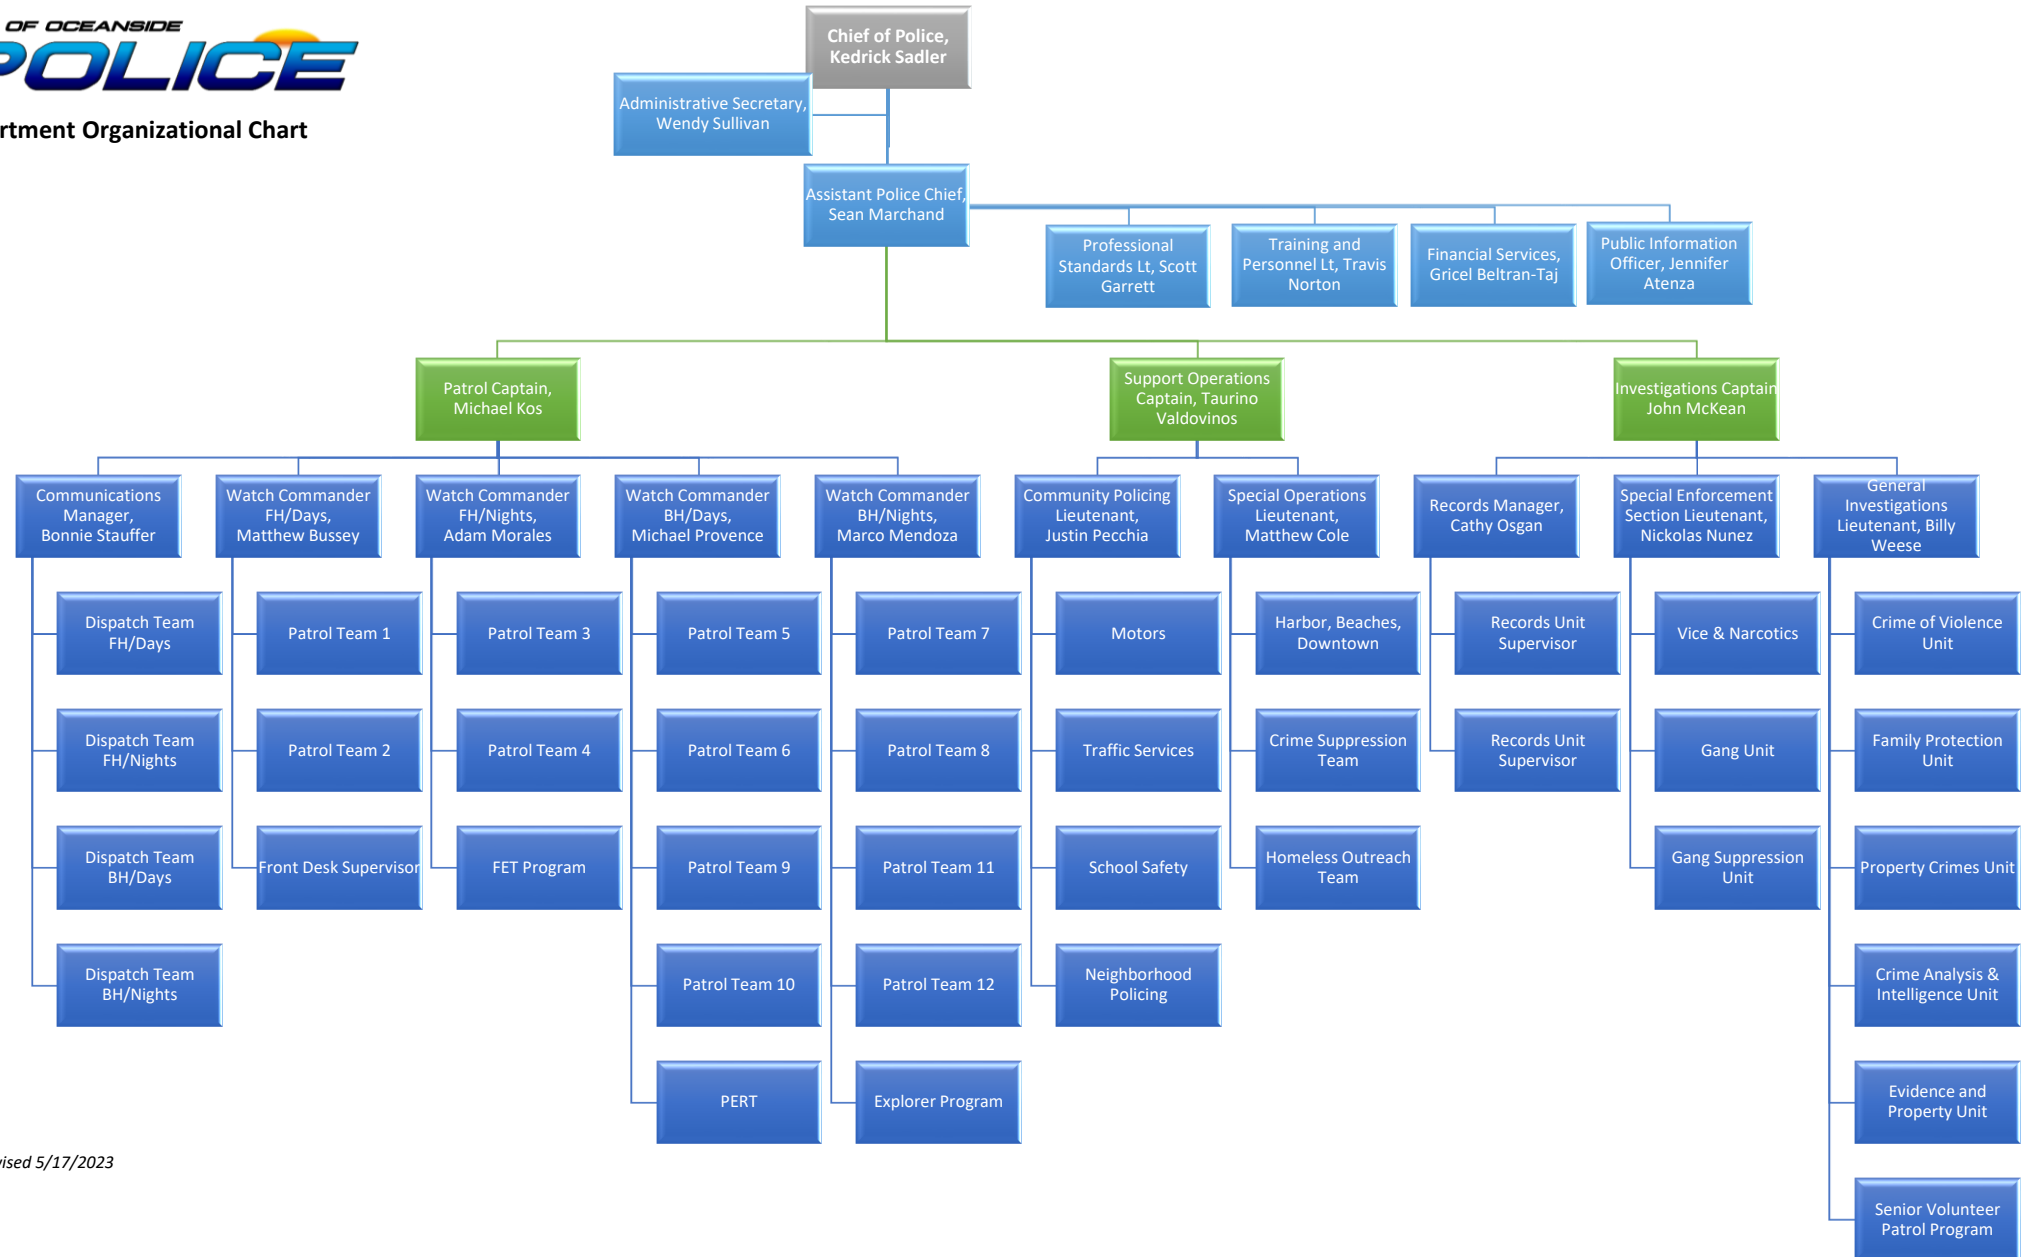 OF OCEANSIDE
POLICE
Department Organizational Chart
Chief of Police,
Kedrick Sadler
Administrative Secretary,
Wendy Sullivan
Assistant Police Chief,
Sean Marchand
Professional
Standards Lt, Scott
Garrett
Training and
Personnel Lt, Travis
Norton
Financial Services,
Gricel Beltran-Taj
Public Information
Officer, Jennifer
Atenza
Patrol Captain,
Michael Kos
Support Operations
Captain, Taurino
Valdovinos
Investigations Captain
John McKean
Communications
Manager,
Bonnie Stauffer
Watch Commander
FH/Days,
Matthew Bussey
Watch Commander
FH/Nights,
Adam Morales
Watch Commander
BH/Days,
Michael Provence
Watch Commander
BH/Nights,
Marco Mendoza
Community Policing
Lieutenant,
Justin Pecchia
Special Operations
Lieutenant,
Matthew Cole
Records Manager,
Cathy Osgan
Special Enforcement
Section Lieutenant,
Nickolas Nunez
General
Investigations
Lieutenant, Billy
Weese
Dispatch Team
FH/Days
Dispatch Team
FH/Nights
Dispatch Team
BH/Days
Dispatch Team
BH/Nights
Patrol Team 1
Patrol Team 2
Front Desk Supervisor
Patrol Team 3
Patrol Team 4
FET Program
Patrol Team 5
Patrol Team 6
Patrol Team 9
Patrol Team 10
PERT
Patrol Team 7
Patrol Team 8
Patrol Team 11
Patrol Team 12
Explorer Program
Motors
Traffic Services
School Safety
Neighborhood
Policing
Harbor, Beaches,
Downtown
Crime Suppression
Team
Homeless Outreach
Team
Records Unit
Supervisor
Records Unit
Supervisor
Vice & Narcotics
Gang Unit
Gang Suppression
Unit
Crime of Violence
Unit
Family Protection
Unit
Property Crimes Unit
Crime Analysis &
Intelligence Unit
Evidence and
Property Unit
Senior Volunteer
Patrol Program
vised 5/17/2023